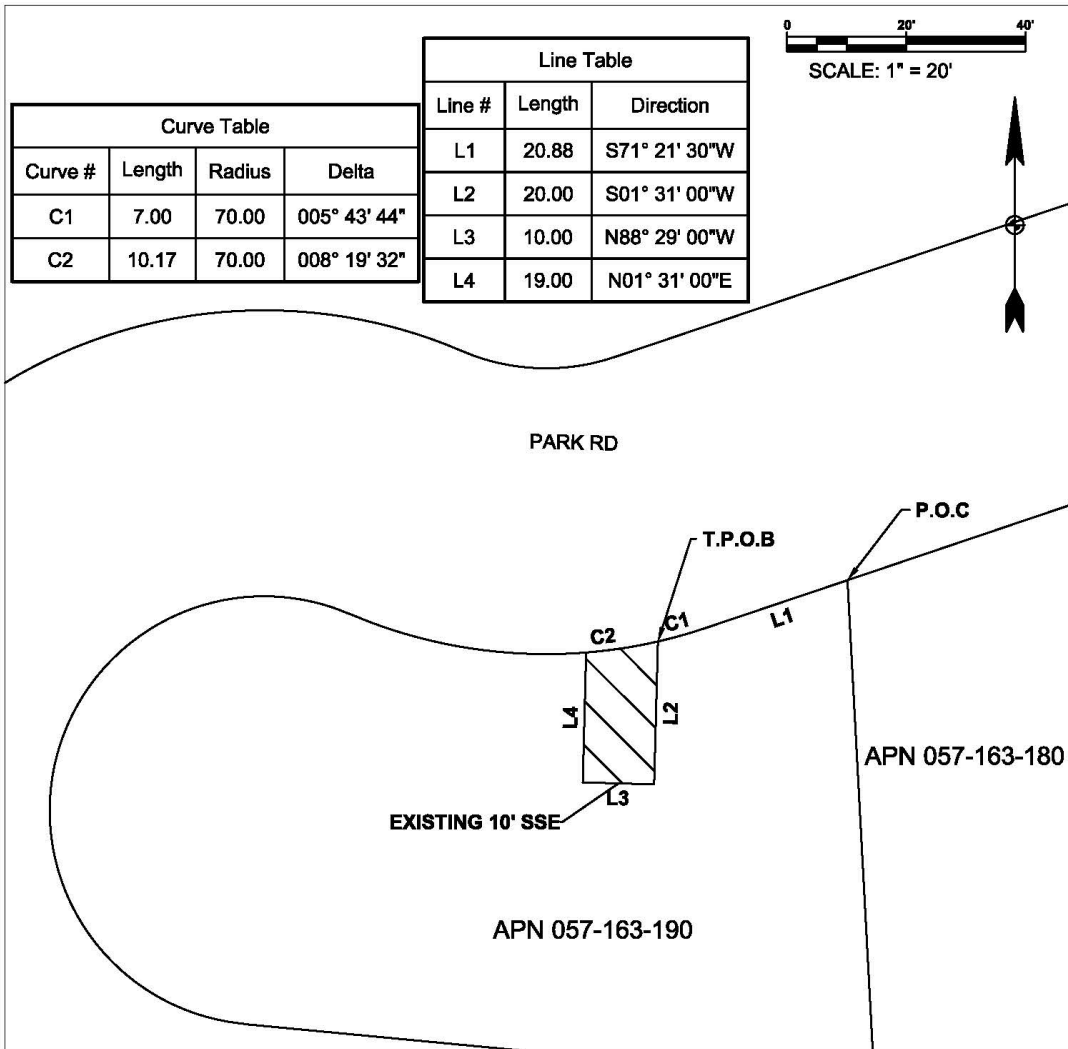 0 20' 40'
SCALE: 1" = 20'
Line Table
Line # Length Direction
L1 20.88 S71° 21' 30"W
L2 20.00 S01° 31' 00"W
L3 10.00 N88° 29' 00"W
L4 19.00 N01° 31' 00"E
Curve Table
Curve # Length Radius Delta
C1 7.00 70.00 005° 43' 44"
C2 10.17 70.00 008° 19' 32"
PARK RD
P.O.C
T.P.O.B
C1
L1
C2
L4
L2
APN 057-163-180
L3
EXISTING 10' SSE
APN 057-163-190